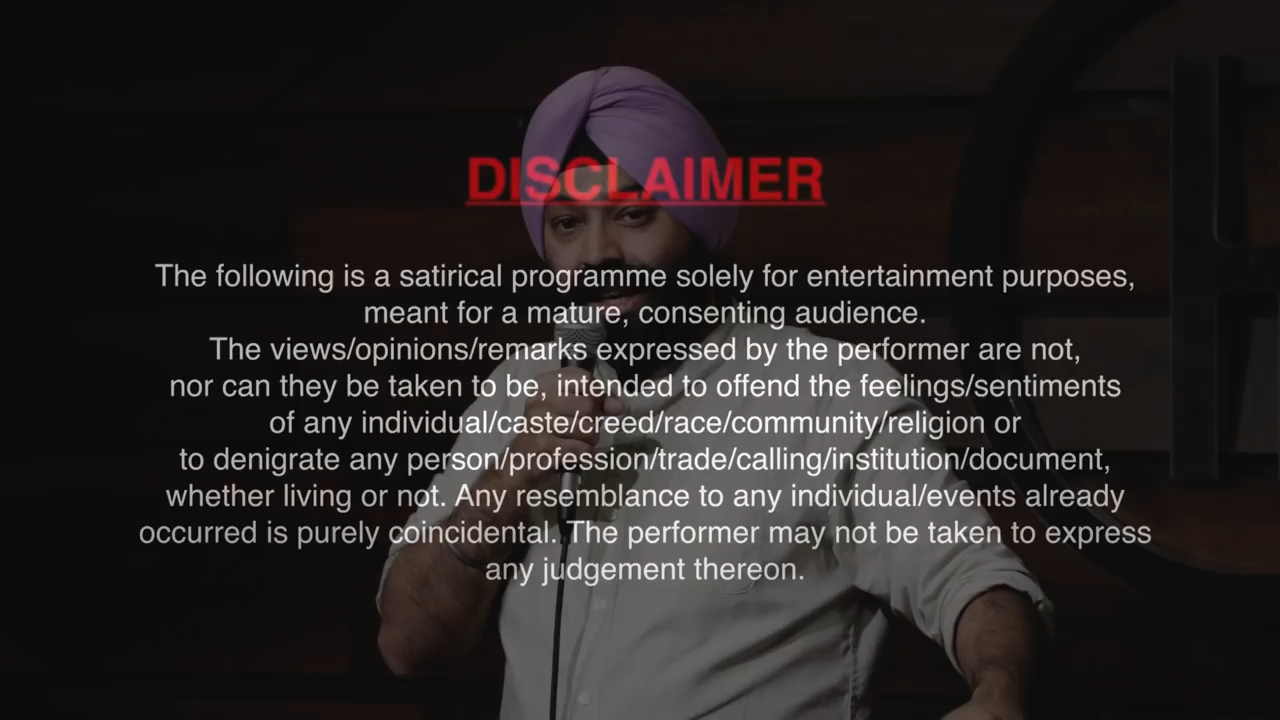 DISCLAIMER
The following is a satirical programme solely for entertainment purposes,
meant for a mature, consenting audience.
The views/opinions/remarks expressed by the performer are not,
nor can they be taken to be, intended to offend the feelings/sentiments
of any individual/caste/creed/race/community/religion or
to denigrate any person/profession/trade/calling/institution/document,
whether living or not. Any resemblance to any individual/events already
occurred is purely coincidental. The performer may not be taken to express
any judgement thereon.